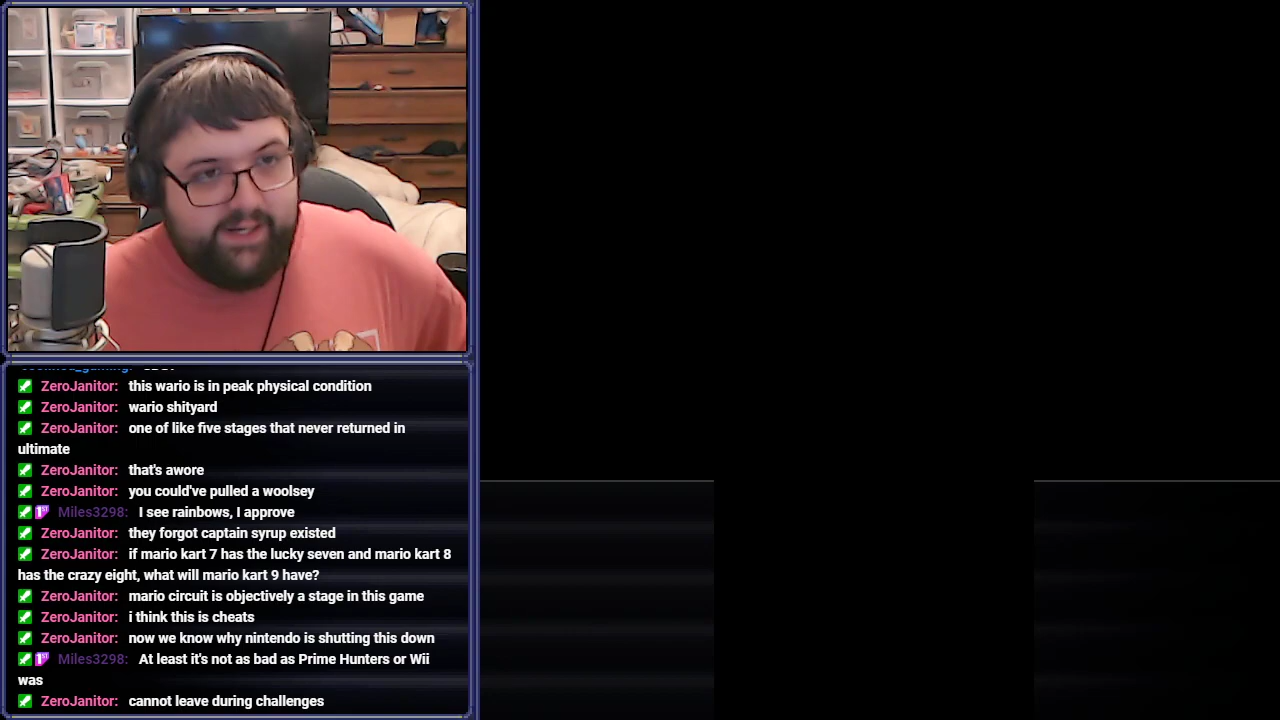 ZeroJanitor: this wario is in peak physical condition
ZeroJanitor: wario shityard
ZeroJanitor: one of like five stages that never returned in
ultimate
ZeroJanitor: that's awore
ZeroJanitor: you could've pulled a woolsey
1ST Miles3298: I see rainbows, I approve
ZeroJanitor: they forgot captain syrup existed
ZeroJanitor: if mario kart 7 has the lucky seven and mario kart 8
has the crazy eight, what will mario kart 9 have?
ZeroJanitor: mario circuit is objectively a stage in this game
ZeroJanitor: i think this is cheats
ZeroJanitor: now we know why nintendo is shutting this down
1ST Miles3298: At least it's not as bad as Prime Hunters or Wii
was
ZeroJanitor: cannot leave during challenges